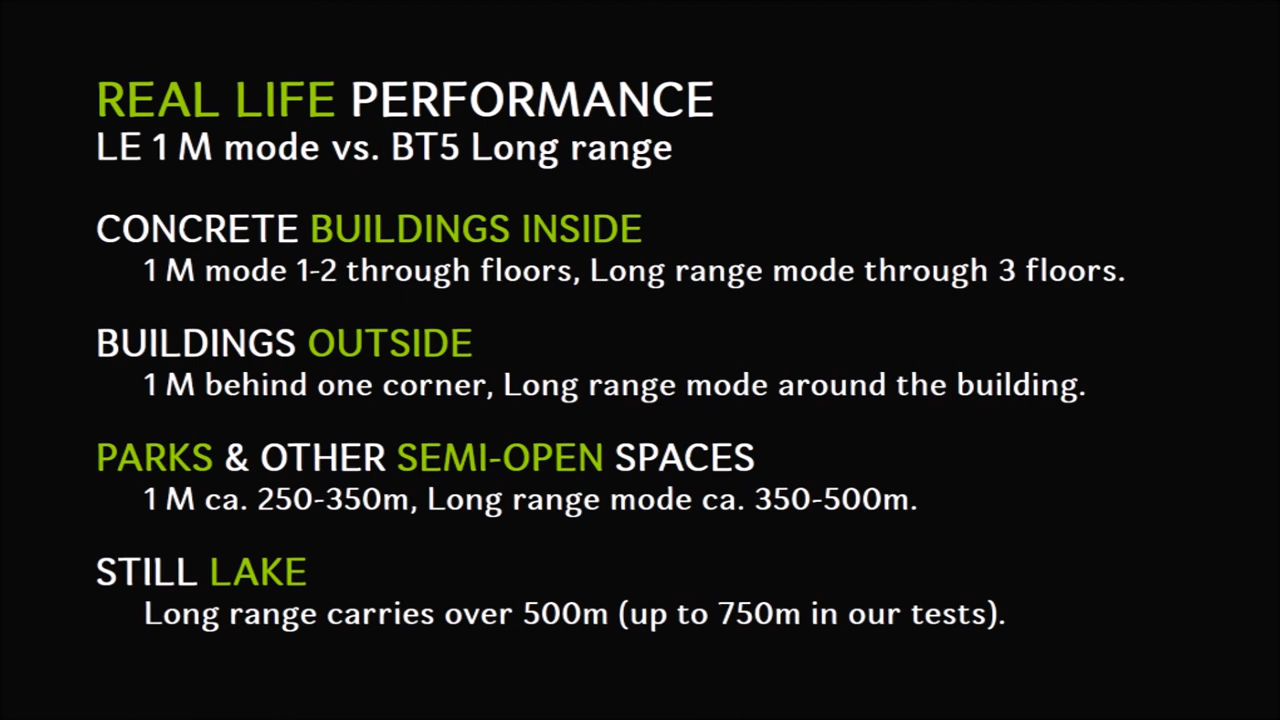 REAL LIFE PERFORMANCE
LE 1 M mode vs. BT5 Long range
CONCRETE BUILDINGS INSIDE
1 M mode 1-2 through floors, Long range mode through 3 floors.
BUILDINGS OUTSIDE
1 M behind one corner, Long range mode around the building.
PARKS & OTHER SEMI-OPEN SPACES
1 M ca. 250-350m, Long range mode ca. 350-500m.
STILL LAKE
Long range carries over 500m (up to 750m in our tests).